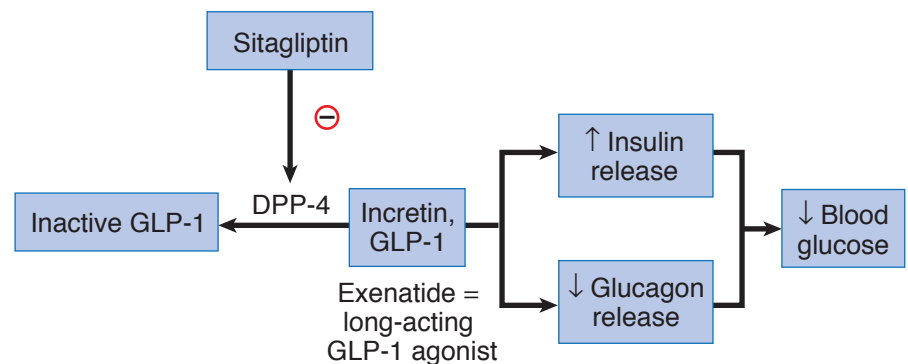 Sitagliptin
−
↑ Insulin
release
DPP-4
Inactive GLP-1
Incretin,
GLP-1
↓ Blood
glucose
↓ Glucagon
release
Exenatide =
long-acting
GLP-1 agonist